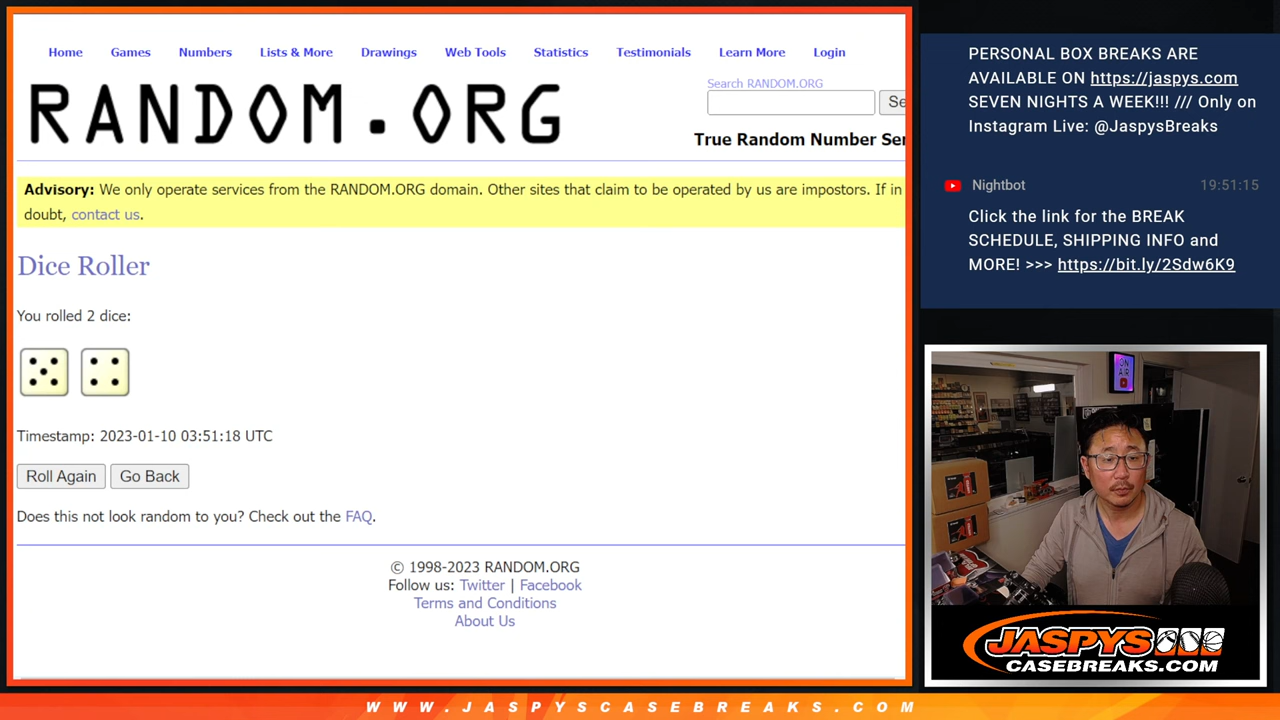 Home Games Numbers Lists & More Drawings Web Tools Statistics Testimonials Learn More Login
RANDOM.ORG
Search RANDOM.ORG
Se
True Random Number Ser
Advisory: We only operate services from the RANDOM.ORG domain. Other sites that claim to be operated by us are impostors. If in
doubt, contact us.
Dice Roller
You rolled 2 dice:
Timestamp: 2023-01-10 03:51:18 UTC
Roll Again Go Back
Does this not look random to you? Check out the FAQ.
© 1998-2023 RANDOM.ORG
Follow us: Twitter | Facebook
Terms and Conditions
About Us
PERSONAL BOX BREAKS ARE
AVAILABLE ON https://jaspys.com
SEVEN NIGHTS A WEEK!!! /// Only on
Instagram Live: @JaspysBreaks
Nightbot 19:51:15
Click the link for the BREAK
SCHEDULE, SHIPPING INFO and
MORE! >>> https://bit.ly/2Sdw6K9
ON
AIR
JASPYS
CASEBREAKS.COM
WWW.JASPYSCASEBREAKS.COM